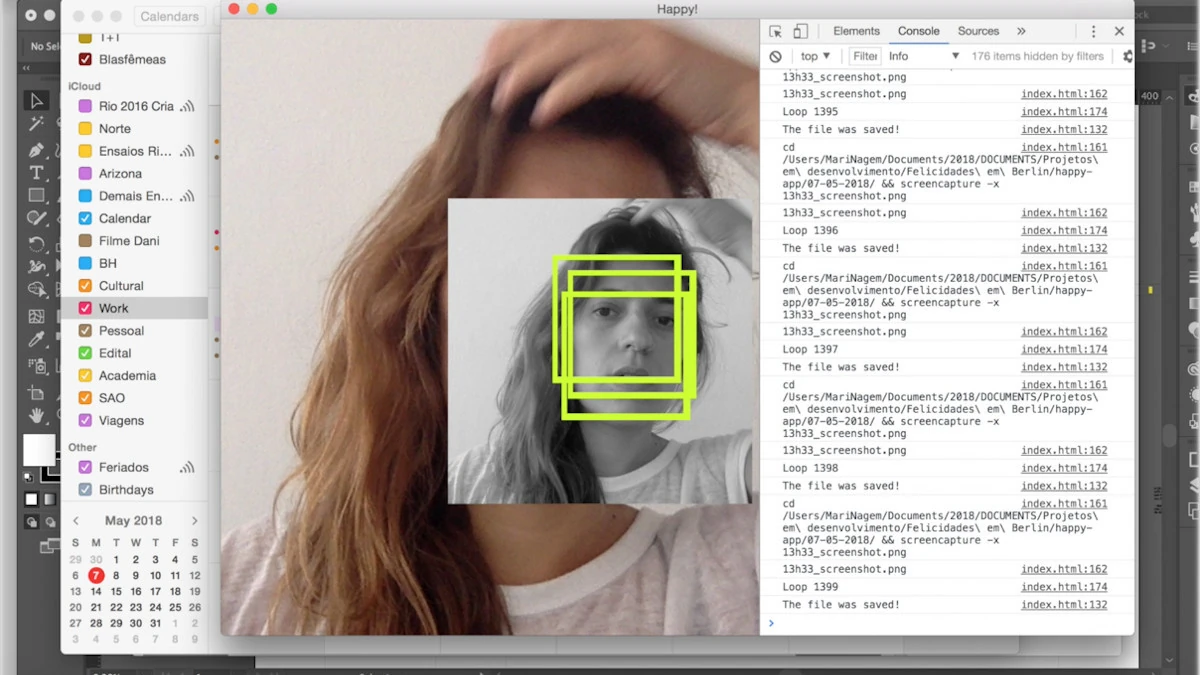 Happy!
No Sele
Calendars
T+T
Blasfêmeas
iCloud
Rio 2016 Cria
Norte
Ensaios Ri...
Arizona
Demais En...
Calendar
Filme Dani
BH
Cultural
Work
Pessoal
Edital
Academia
SAO
Viagens
Other
Feriados
Birthdays
May 2018
S M T W T F S
29 30 1 2 3 4 5
6 7 8 9 10 11 12
13 14 15 16 17 18 19
20 21 22 23 24 25 26
27 28 29 30 31 1 2
3 4 5 6 7 8 9
Elements Console Sources
top Filter Info 176 items hidden by filters
13h33_screenshot.png
13h33_screenshot.png index.html:162
Loop 1395 index.html:174
The file was saved! index.html:132
cd index.html:161
/Users/MariNagem/Documents/2018/DOCUMENTS/Projetos\
em\ desenvolvimento/Felicidades\ em\ Berlin/happy-
app/07-05-2018/ && screencapture -x
13h33_screenshot.png
13h33_screenshot.png index.html:162
Loop 1396 index.html:174
The file was saved! index.html:132
cd index.html:161
/Users/MariNagem/Documents/2018/DOCUMENTS/Projetos\
em\ desenvolvimento/Felicidades\ em\ Berlin/happy-
app/07-05-2018/ && screencapture -x
13h33_screenshot.png
13h33_screenshot.png index.html:162
Loop 1397 index.html:174
The file was saved! index.html:132
cd index.html:161
/Users/MariNagem/Documents/2018/DOCUMENTS/Projetos\
em\ desenvolvimento/Felicidades\ em\ Berlin/happy-
app/07-05-2018/ && screencapture -x
13h33_screenshot.png
13h33_screenshot.png index.html:162
Loop 1398 index.html:174
The file was saved! index.html:132
cd index.html:161
/Users/MariNagem/Documents/2018/DOCUMENTS/Projetos\
em\ desenvolvimento/Felicidades\ em\ Berlin/happy-
app/07-05-2018/ && screencapture -x
13h33_screenshot.png
13h33_screenshot.png index.html:162
Loop 1399 index.html:174
The file was saved! index.html:132
400